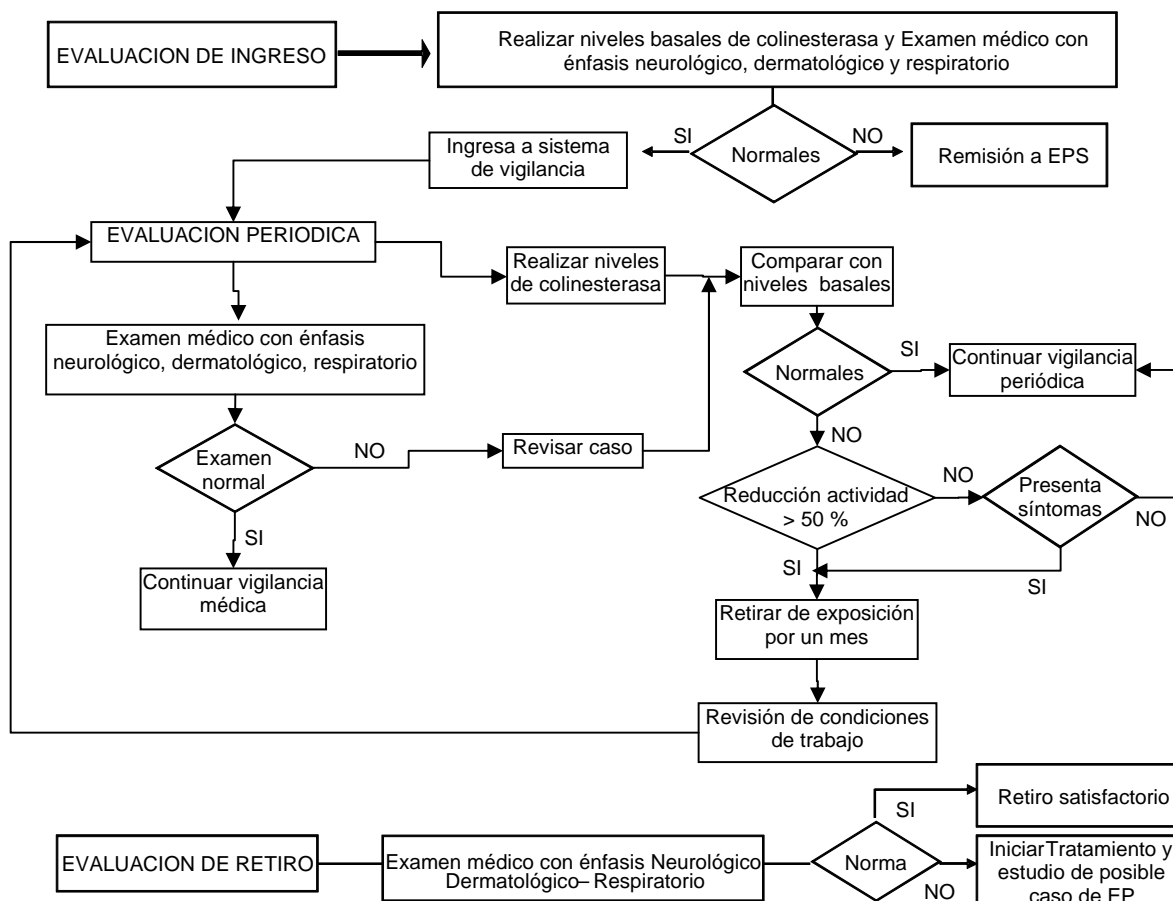 EVALUACION DE INGRESO
Realizar niveles basales de colinesterasa y Examen médico con
énfasis neurológico, dermatológico y respiratorio
SI
Normales
NO
Ingresa a sistema
de vigilancia
Remisión a EPS
EVALUACION PERIODICA
Realizar niveles
de colinesterasa
Comparar con
niveles basales
Examen médico con énfasis
neurológico, dermatológico, respiratorio
Normales
SI
Continuar vigilancia
periódica
NO
Examen
normal
NO
Revisar caso
Reducción actividad
> 50 %
NO
Presenta
síntomas
NO
SI
SI
SI
Continuar vigilancia
médica
Retirar de exposición
por un mes
Revisión de condiciones
de trabajo
EVALUACION DE RETIRO
Examen médico con énfasis Neurológico
Dermatológico– Respiratorio
Norma
SI
Retiro satisfactorio
NO
IniciarTratamiento y
estudio de posible
caso de EP